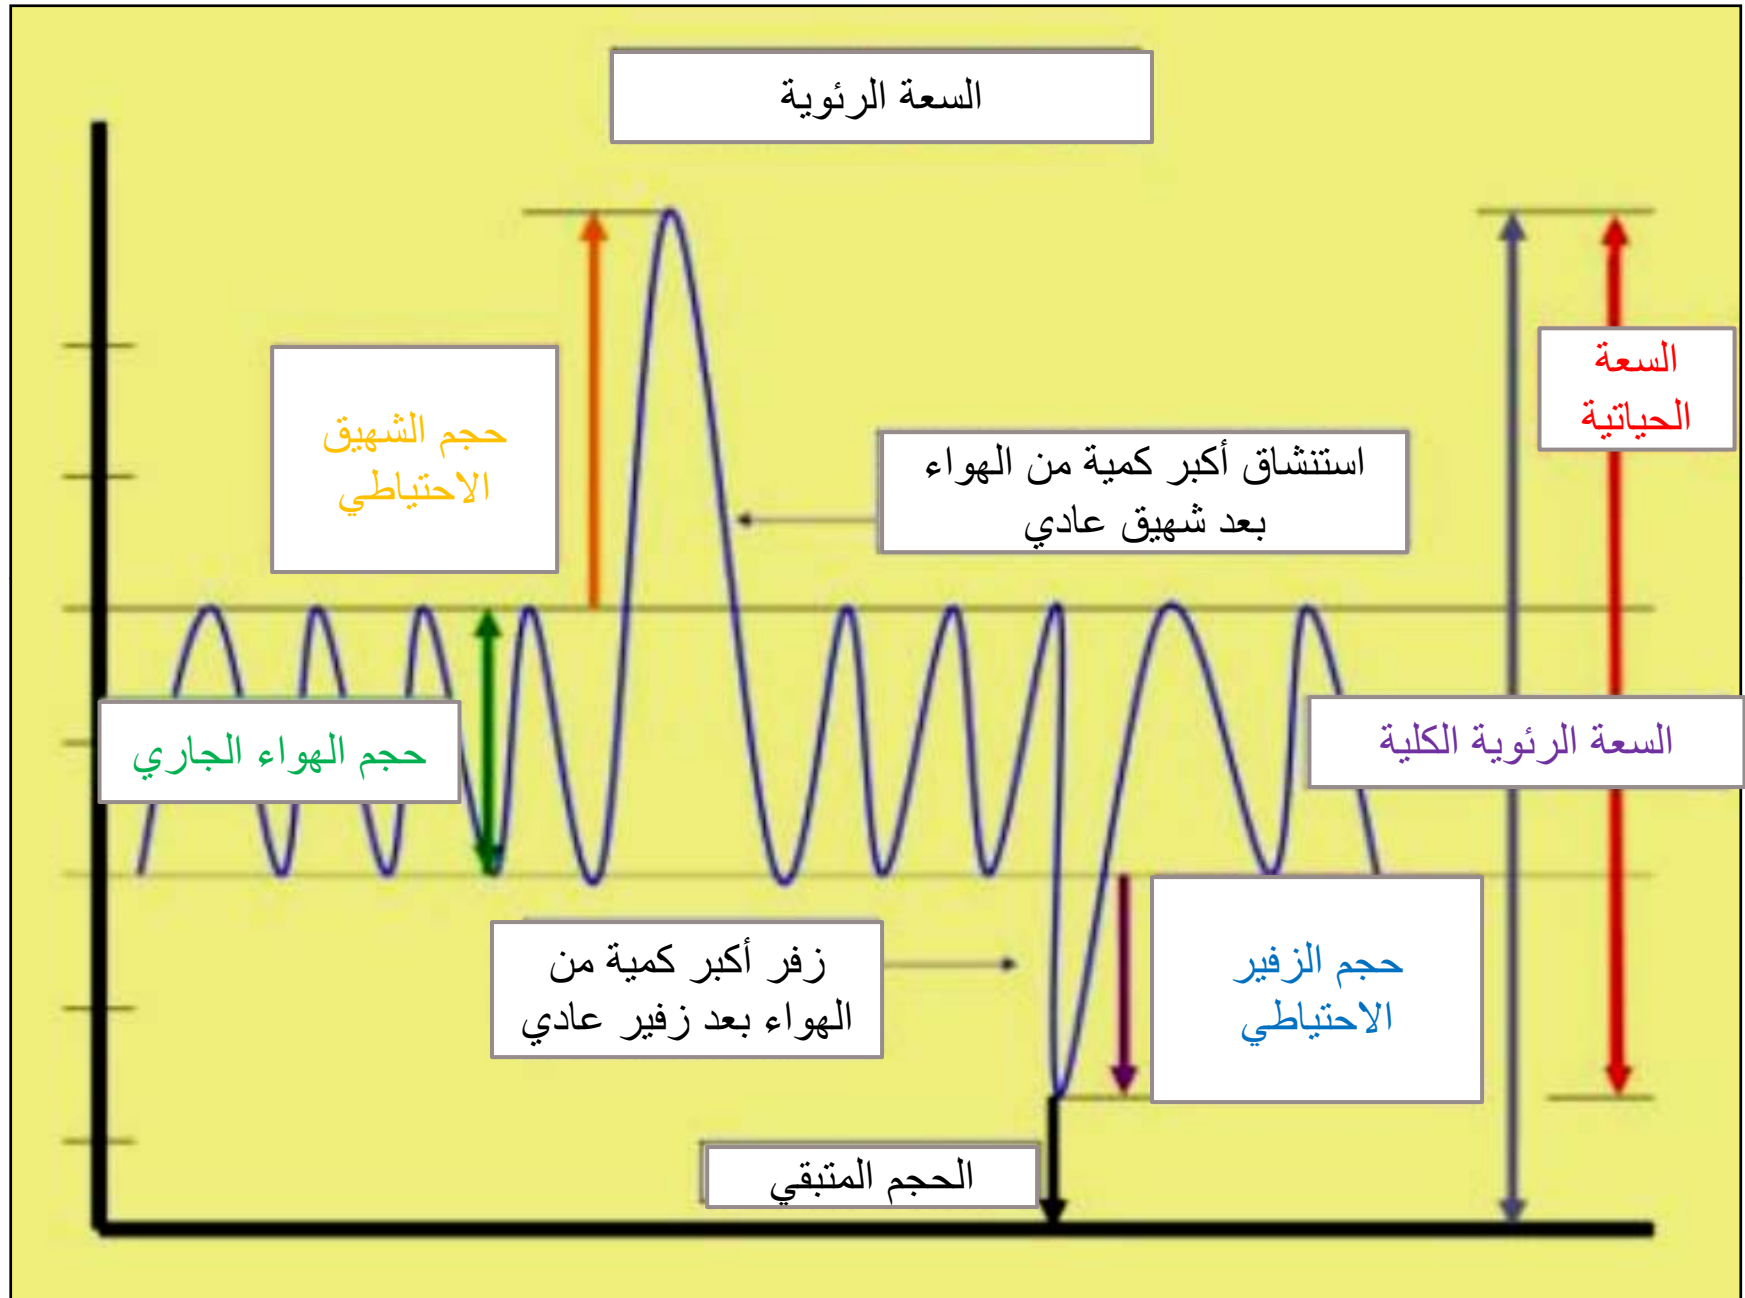 السعة الرئوية
السعة
الحياتية
حجم الشهيق
الاحتياطي
استنشاق أكبر كمية من الهواء
بعد شهيق عادي
السعة الرئوية الكلية
حجم الهواء الجاري
حجم الزفير
الاحتياطي
زفر أكبر كمية من
الهواء بعد زفير عادي
الحجم المتبقي